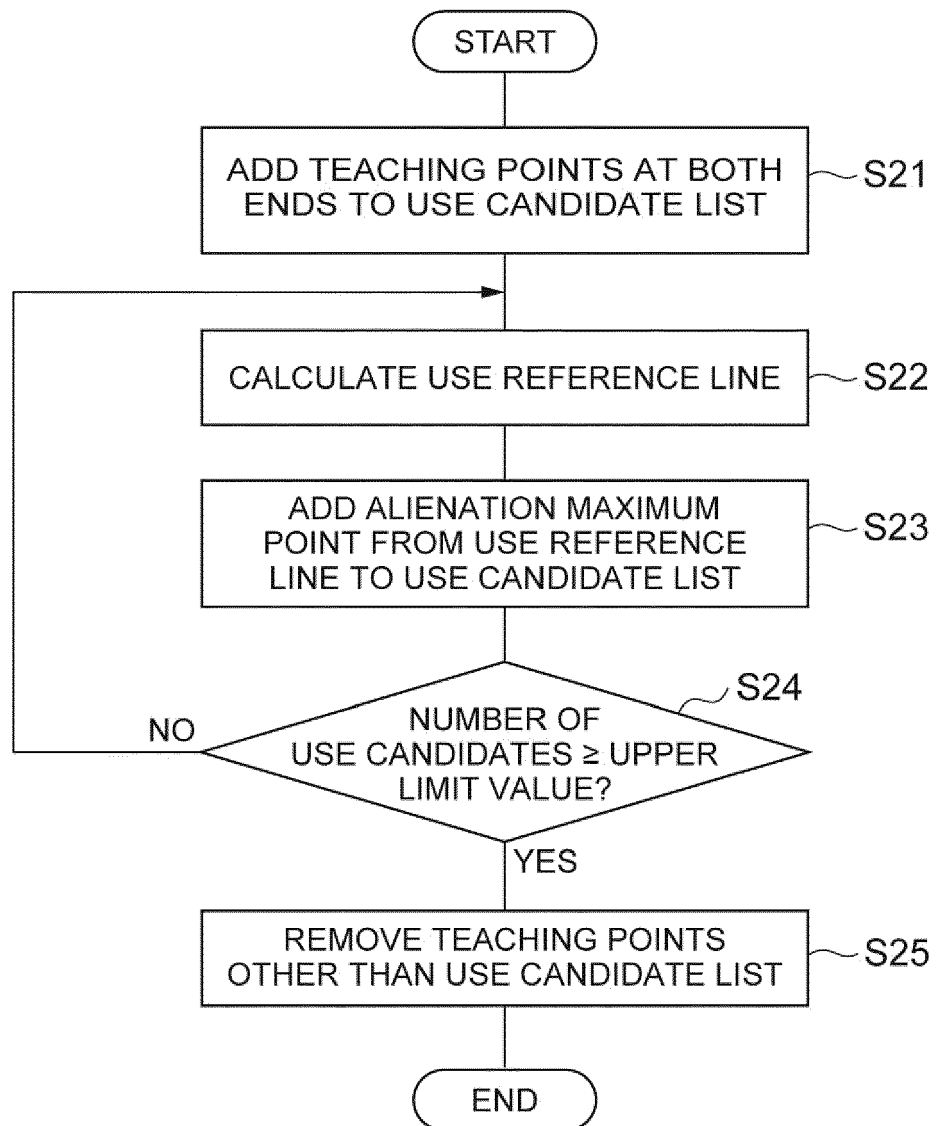 START
ADD TEACHING POINTS AT BOTH
ENDS TO USE CANDIDATE LIST
S21
CALCULATE USE REFERENCE LINE
S22
ADD ALIENATION MAXIMUM
POINT FROM USE REFERENCE
LINE TO USE CANDIDATE LIST
S23
S24
NUMBER OF
USE CANDIDATES ≥ UPPER
LIMIT VALUE?
NO
YES
REMOVE TEACHING POINTS
OTHER THAN USE CANDIDATE LIST
S25
END